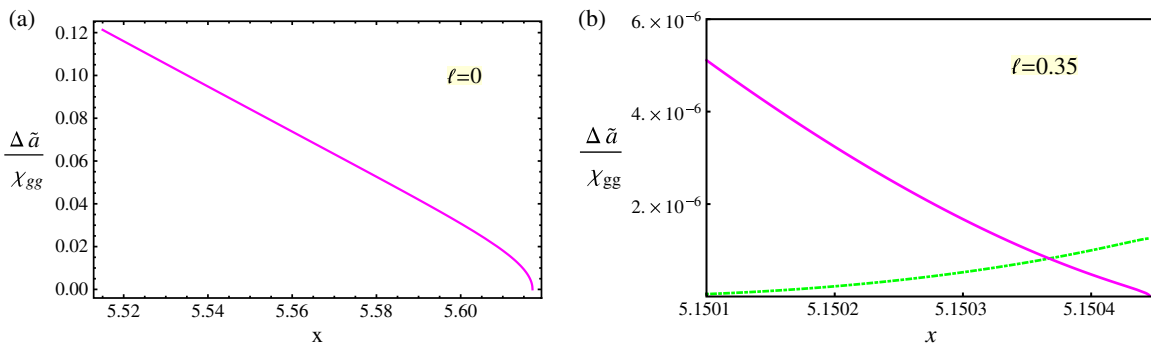 (a)
0.12
0.10
0.08
0.06
0.04
0.02
0.00
Δ ã
χgg
ℓ=0
5.52 5.54 5.56 5.58 5.60
x
(b)
6. × 10⁻⁶
4. × 10⁻⁶
2. × 10⁻⁶
Δ ã
χgg
ℓ=0.35
5.1501 5.1502 5.1503 5.1504
x